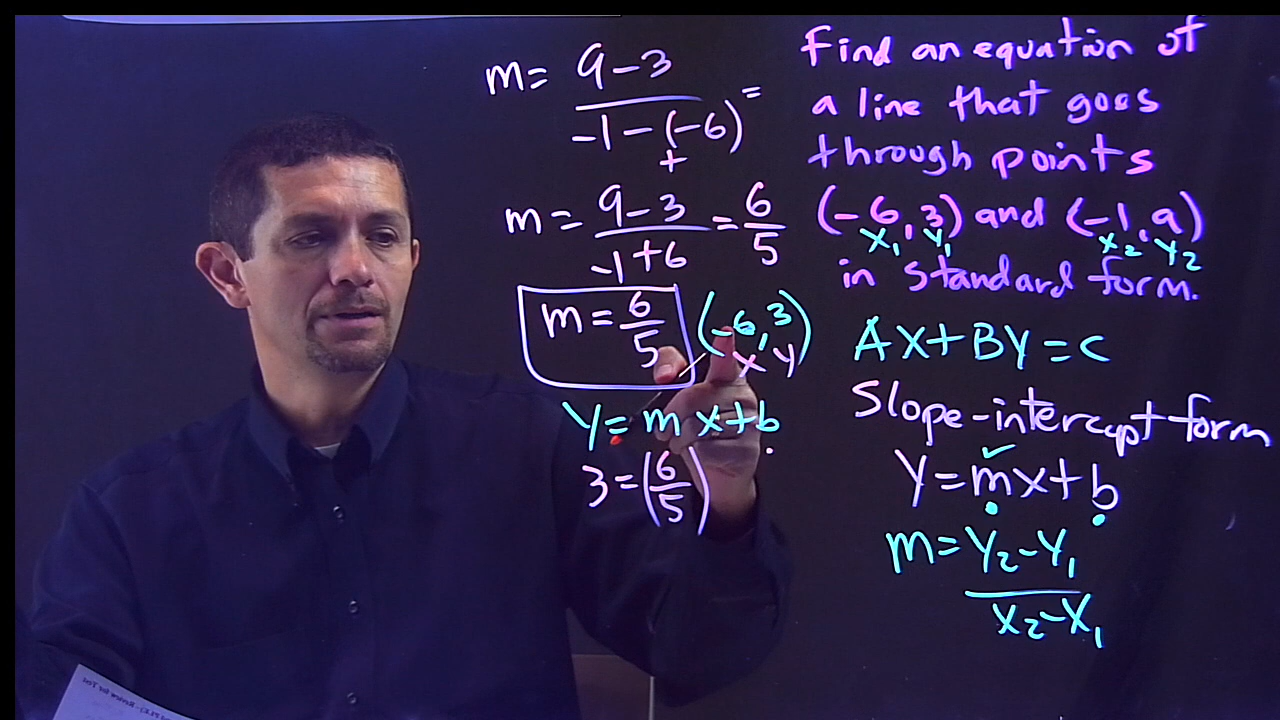 m = 9-3
-1-(-6) =
+
m = 9-3 = 6
-1+6 5
m = 6/5 (-6, 3)
x y
y = mx+b
3 = (6/5)
Find an equation of
a line that goes
through points
(-6, 3) and (-1, 9)
x₁ y₁ x₂ y₂
in standard form.
Ax+By=c
Slope-intercept form
y=mx+b
m= y₂-y₁
x₂-x₁